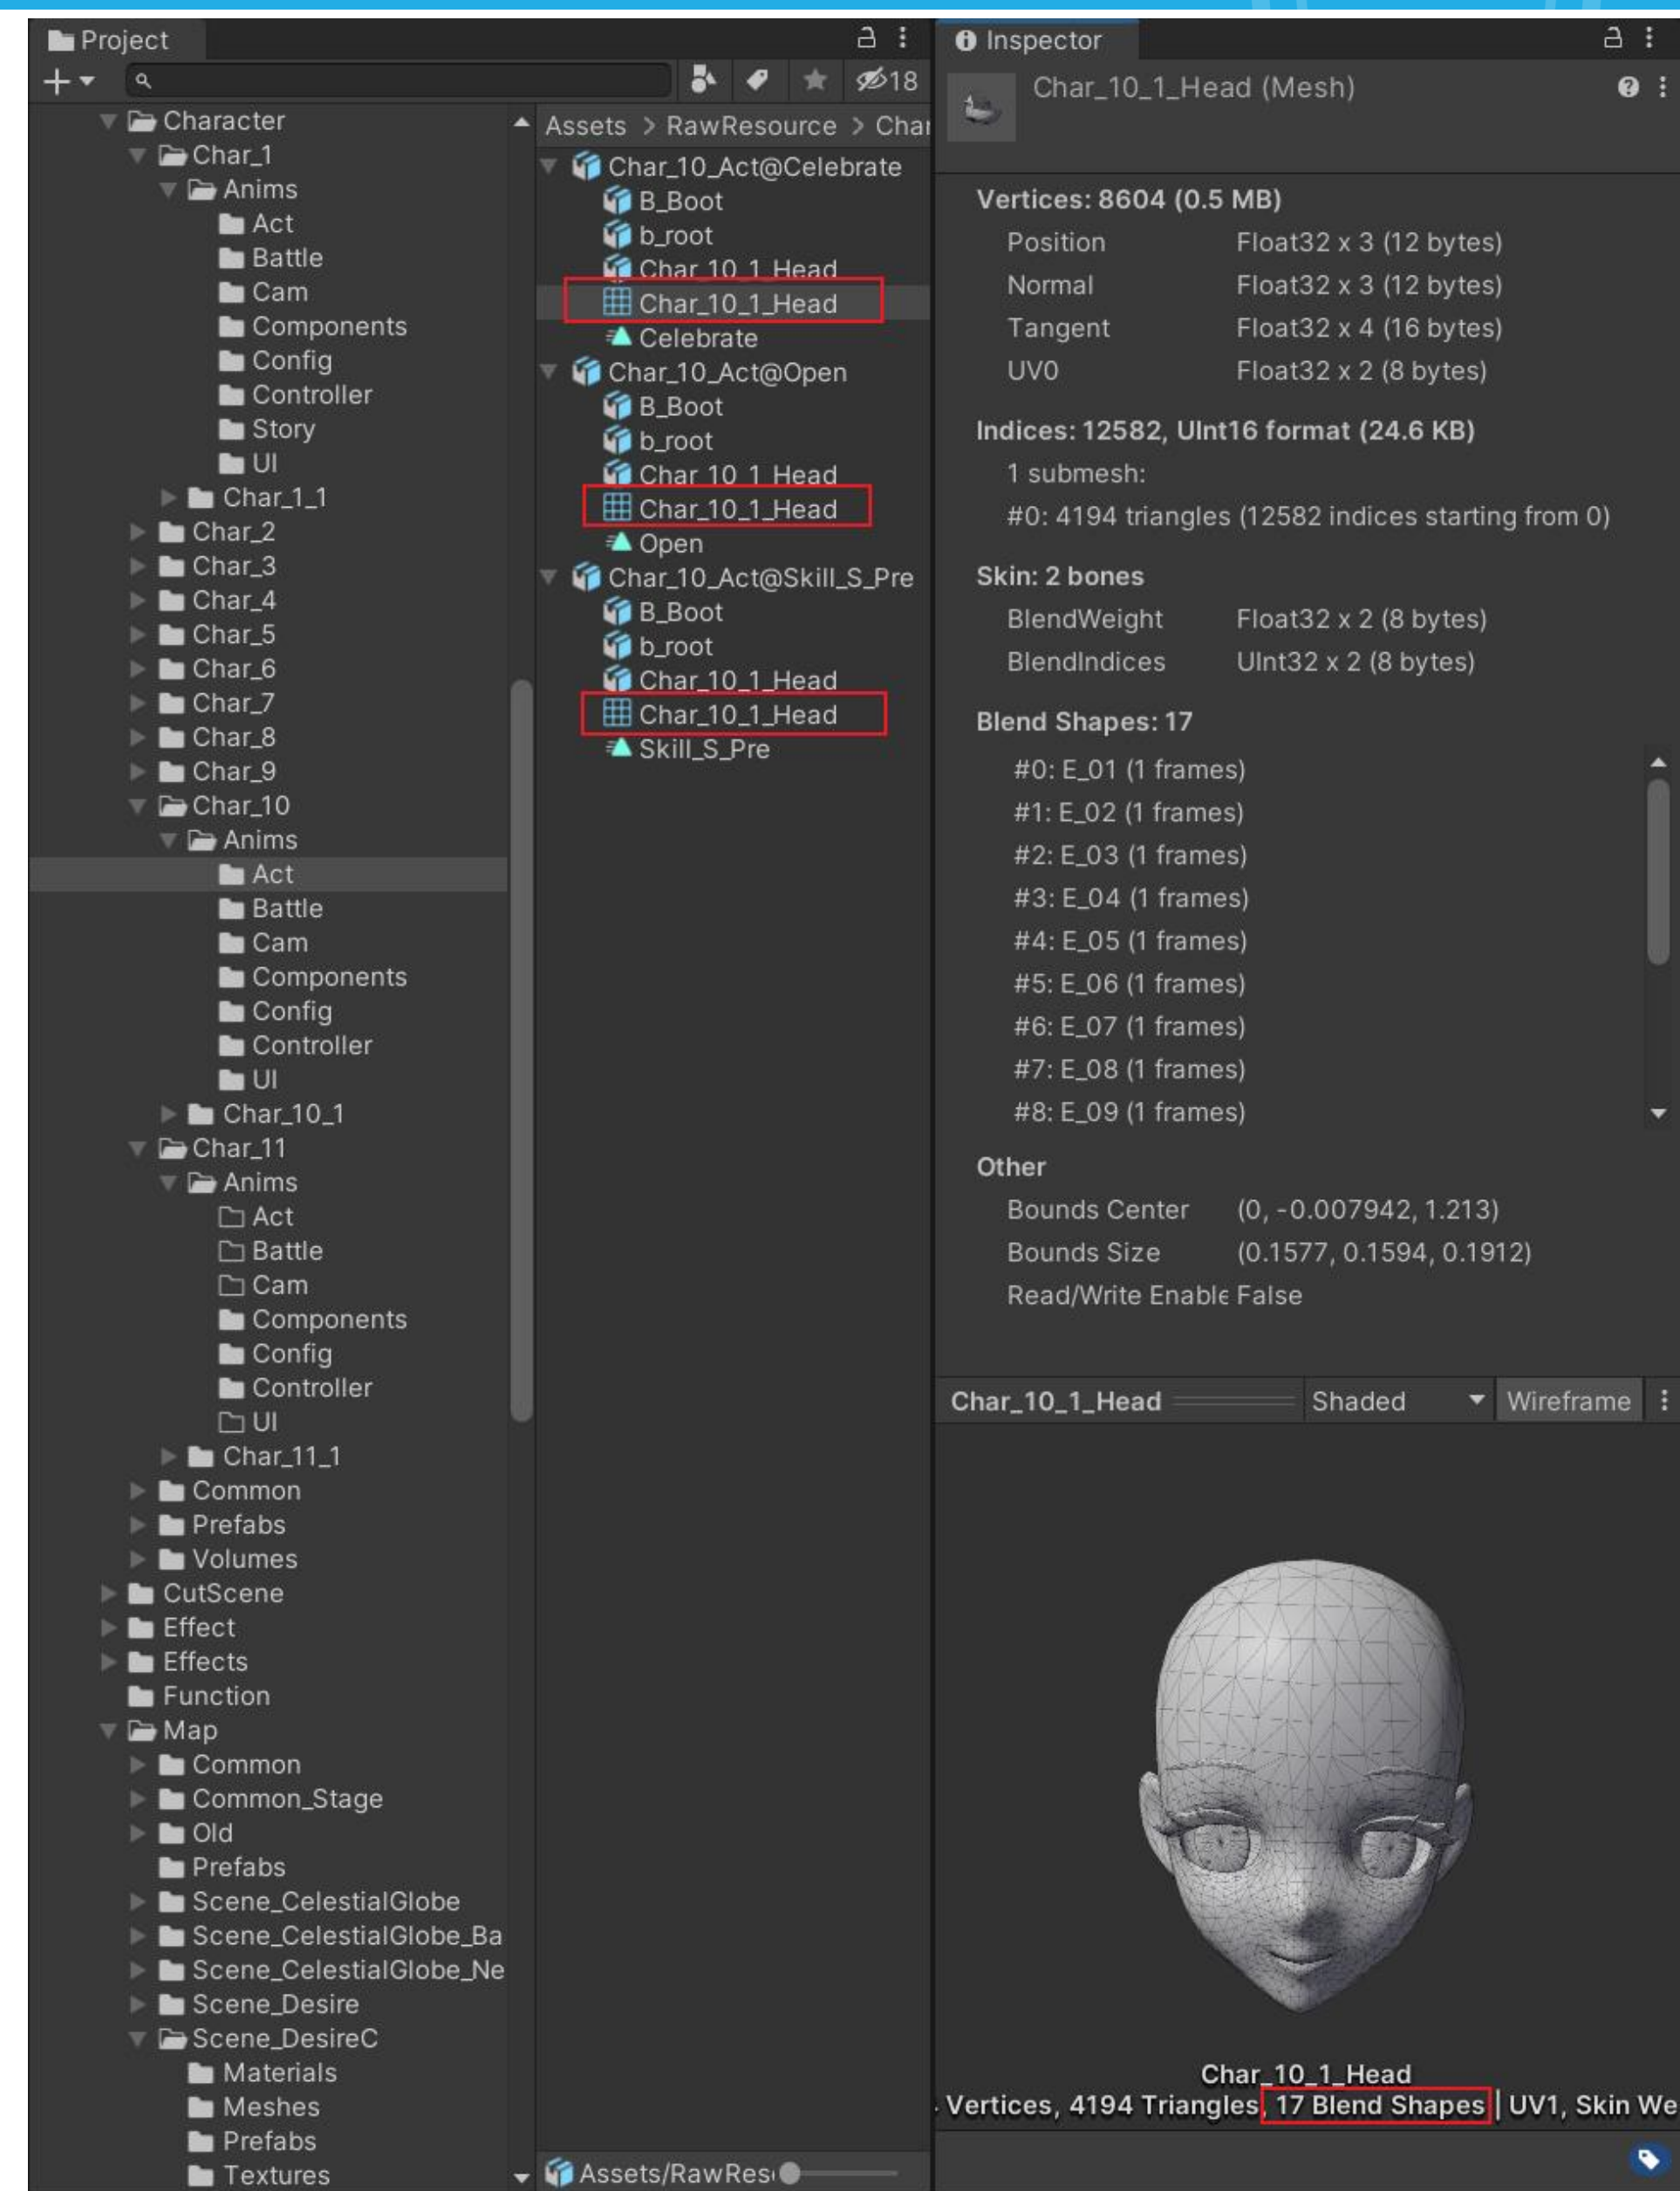 Project
18
Character
Char_1
Anims
Act
Battle
Cam
Components
Config
Controller
Story
UI
Char_1_1
Char_2
Char_3
Char_4
Char_5
Char_6
Char_7
Char_8
Char_9
Char_10
Anims
Act
Battle
Cam
Components
Config
Controller
UI
Char_10_1
Char_11
Anims
Act
Battle
Cam
Components
Config
Controller
UI
Char_11_1
Common
Prefabs
Volumes
CutScene
Effect
Effects
Function
Map
Common
Common_Stage
Old
Prefabs
Scene_CelestialGlobe
Scene_CelestialGlobe_Ba
Scene_CelestialGlobe_Ne
Scene_Desire
Scene_DesireC
Materials
Meshes
Prefabs
Textures
Assets > RawResource > Char
Char_10_Act@Celebrate
B_Boot
b_root
Char_10_1_Head
Char_10_1_Head
Celebrate
Char_10_Act@Open
B_Boot
b_root
Char_10_1_Head
Char_10_1_Head
Open
Char_10_Act@Skill_S_Pre
B_Boot
b_root
Char_10_1_Head
Char_10_1_Head
Skill_S_Pre
Assets/RawRes
Inspector
Char_10_1_Head (Mesh)
Vertices: 8604 (0.5 MB)
Position Float32 x 3 (12 bytes)
Normal Float32 x 3 (12 bytes)
Tangent Float32 x 4 (16 bytes)
UV0 Float32 x 2 (8 bytes)
Indices: 12582, UInt16 format (24.6 KB)
1 submesh:
#0: 4194 triangles (12582 indices starting from 0)
Skin: 2 bones
BlendWeight Float32 x 2 (8 bytes)
BlendIndices UInt32 x 2 (8 bytes)
Blend Shapes: 17
#0: E_01 (1 frames)
#1: E_02 (1 frames)
#2: E_03 (1 frames)
#3: E_04 (1 frames)
#4: E_05 (1 frames)
#5: E_06 (1 frames)
#6: E_07 (1 frames)
#7: E_08 (1 frames)
#8: E_09 (1 frames)
Other
Bounds Center (0, -0.007942, 1.213)
Bounds Size (0.1577, 0.1594, 0.1912)
Read/Write Enable False
Char_10_1_Head Shaded Wireframe
Char_10_1_Head
Vertices, 4194 Triangles, 17 Blend Shapes | UV1, Skin We